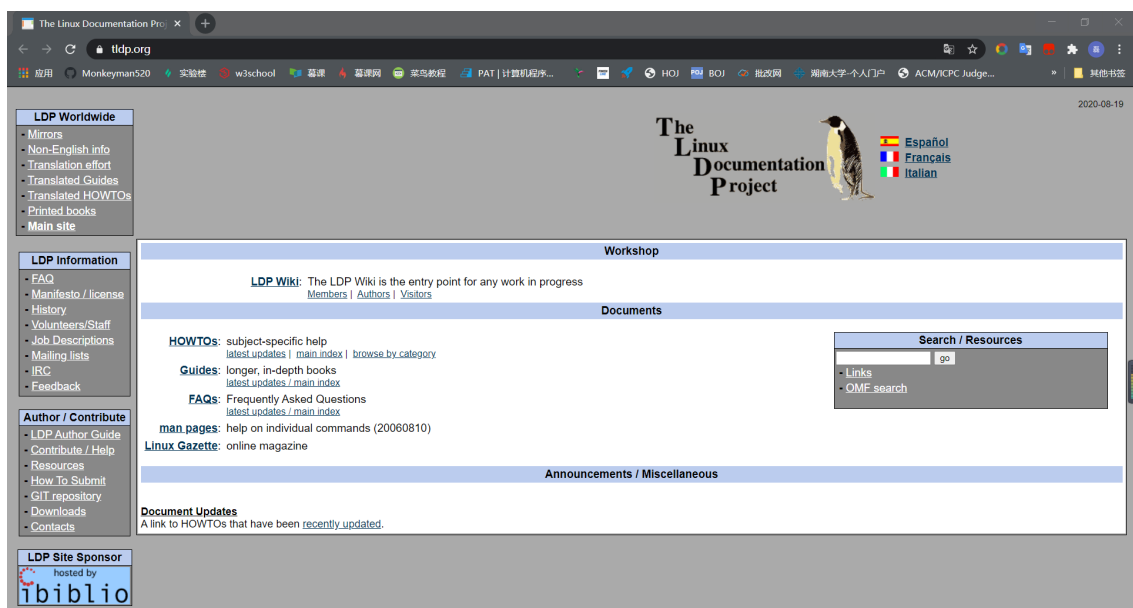 The Linux Documentation Pro
tldp.org
应用 Monkeyman520 实验楼 w3school 慕课 慕课网 菜鸟教程 PAT | 计算机程序... HOJ POJ BOJ 批改网 湖南大学-个人门户 ACM/ICPC Judge... » 其他书签
2020-08-19
The
Linux
Documentation
Project
Español
Français
Italian
LDP Worldwide
- Mirrors
- Non-English info
- Translation effort
- Translated Guides
- Translated HOWTOs
- Printed books
- Main site
LDP Information
- FAQ
- Manifesto / license
- History
- Volunteers/Staff
- Job Descriptions
- Mailing lists
- IRC
- Feedback
Author / Contribute
- LDP Author Guide
- Contribute / Help
- Resources
- How To Submit
- GIT repository
- Downloads
- Contacts
LDP Site Sponsor
hosted by
ibiblio
Workshop
LDP Wiki: The LDP Wiki is the entry point for any work in progress
Members | Authors | Visitors
Documents
HOWTOs: subject-specific help
latest updates | main index | browse by category
Guides: longer, in-depth books
latest updates / main index
FAQs: Frequently Asked Questions
latest updates / main index
man pages: help on individual commands (20060810)
Linux Gazette: online magazine
Search / Resources
go
- Links
- OMF search
Announcements / Miscellaneous
Document Updates
A link to HOWTOs that have been recently updated.